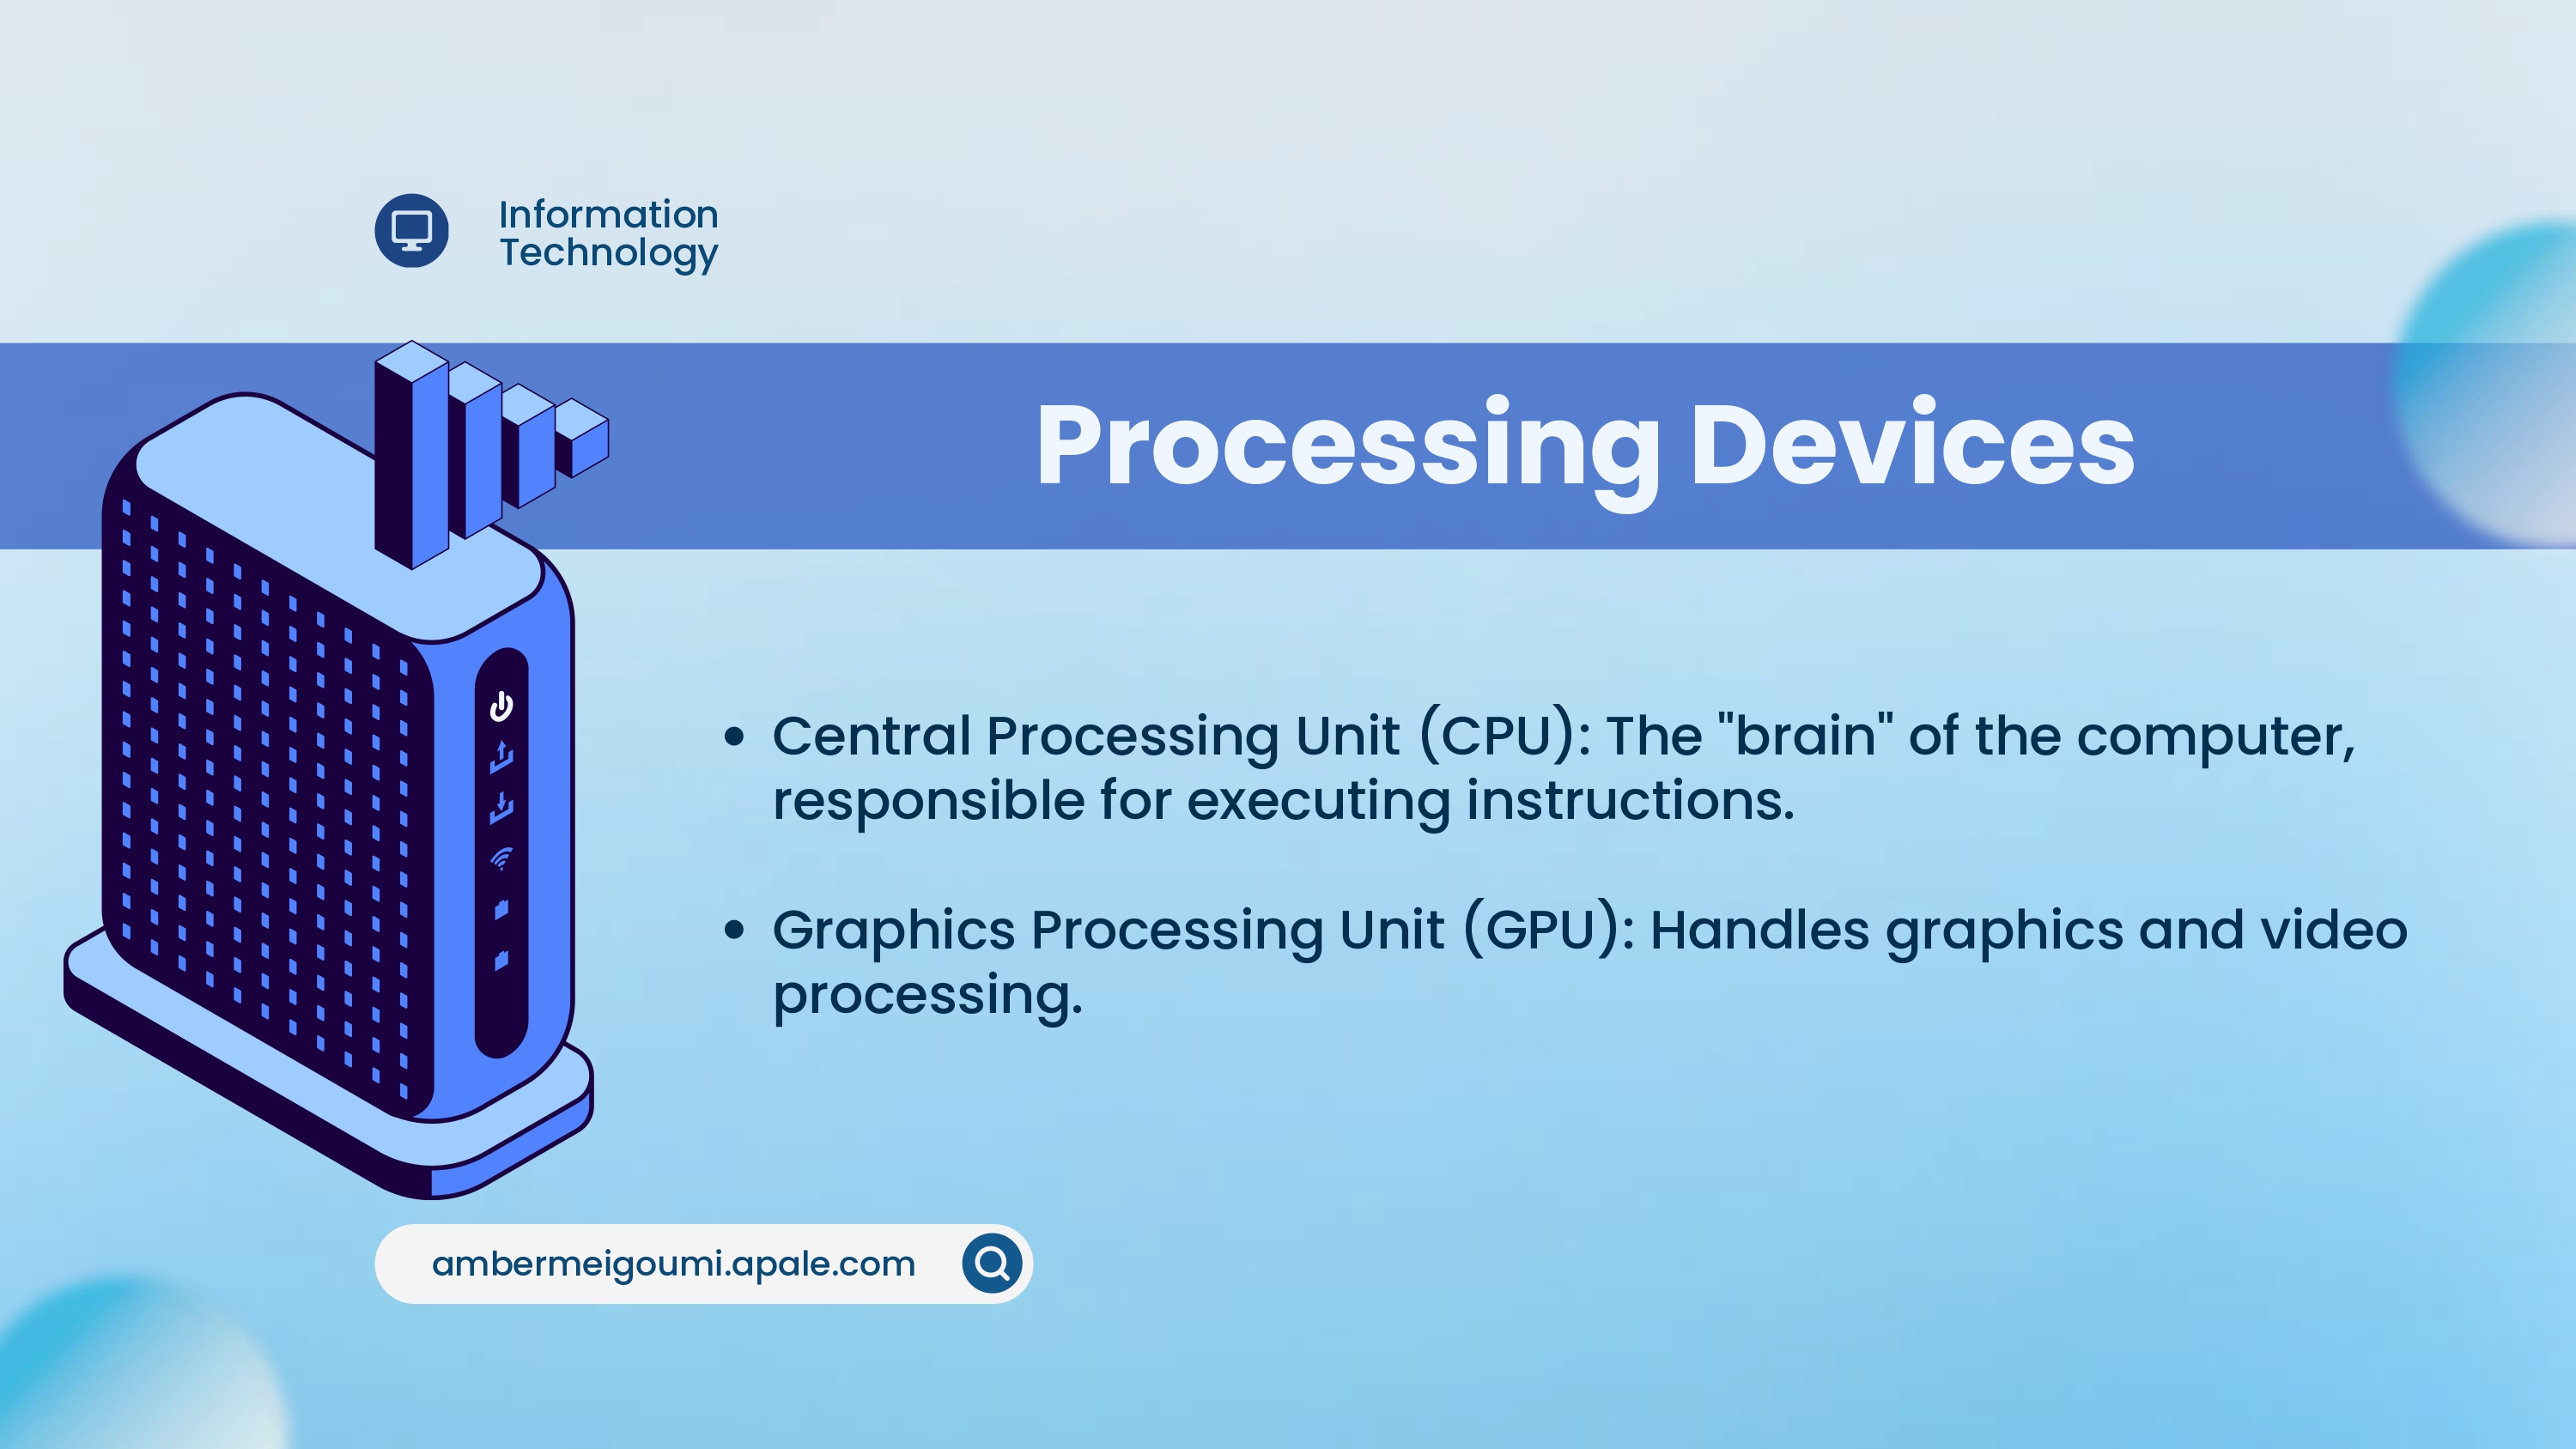 Information
Technology
Processing Devices
• Central Processing Unit (CPU): The "brain" of the computer,
responsible for executing instructions.
• Graphics Processing Unit (GPU): Handles graphics and video
processing.
ambermeigoumi.apale.com